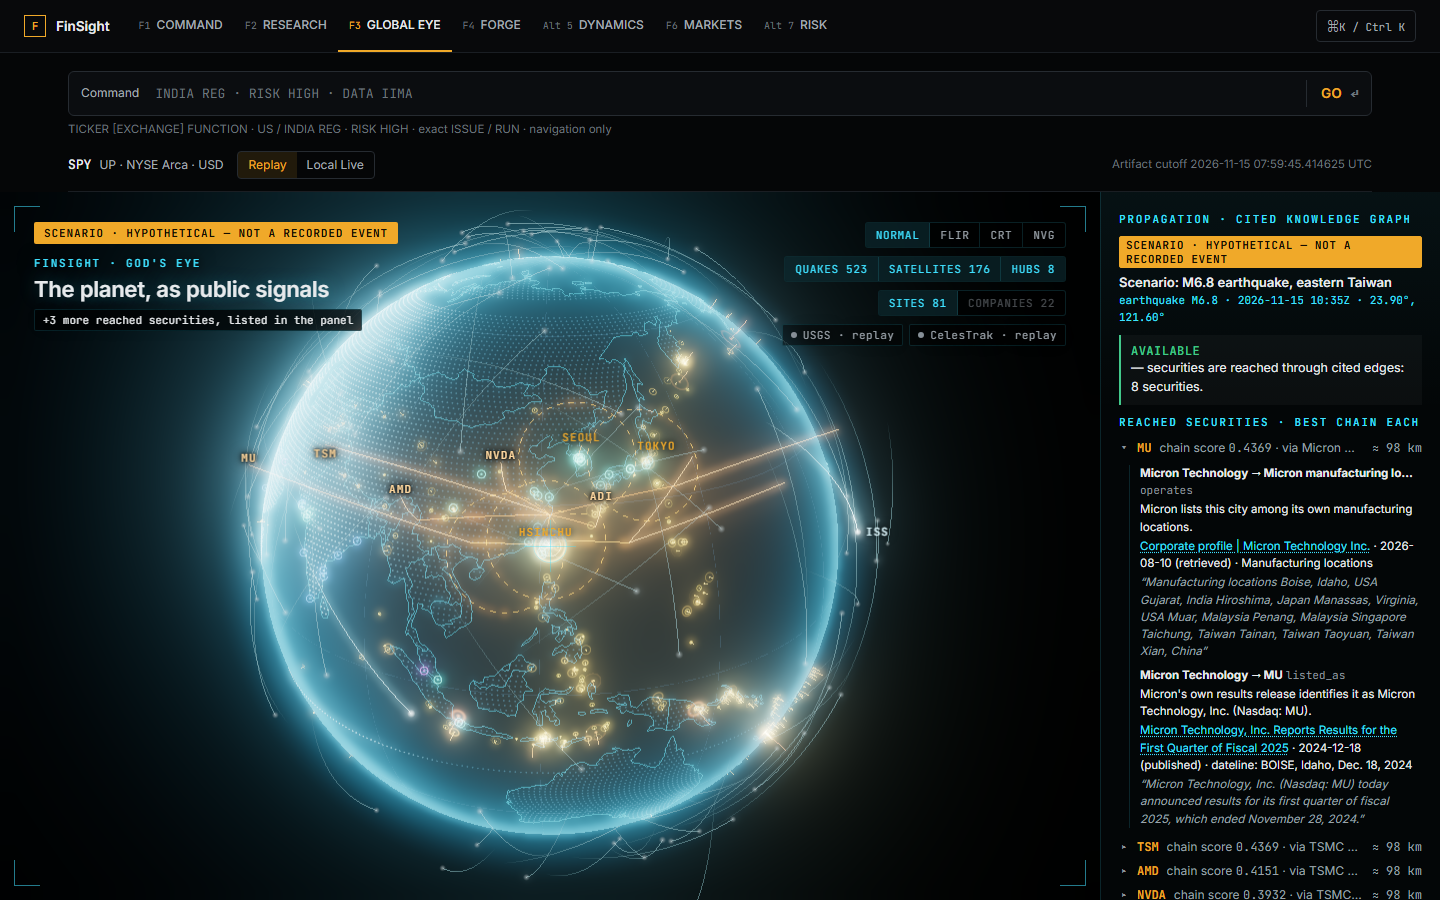 F FinSight F1 COMMAND F2 RESEARCH F3 GLOBAL EYE F4 FORGE Alt 5 DYNAMICS F6 MARKETS Alt 7 RISK ⌘K / Ctrl K
Command INDIA REG · RISK HIGH · DATA IIMA GO ↵
TICKER [EXCHANGE] FUNCTION · US / INDIA REG · RISK HIGH · exact ISSUE / RUN · navigation only
SPY UP · NYSE Arca · USD Replay Local Live Artifact cutoff 2026-11-15 07:59:45.414625 UTC
SCENARIO · HYPOTHETICAL — NOT A RECORDED EVENT
FINSIGHT · GOD'S EYE
The planet, as public signals
+3 more reached securities, listed in the panel
NORMAL FLIR CRT NVG
QUAKES 523 SATELLITES 176 HUBS 8
SITES 81 COMPANIES 22
USGS · replay CelesTrak · replay
SEOUL
TOKYO
MU
TSM
NVDA
AMD
ADI
HSINCHU
ISS
PROPAGATION · CITED KNOWLEDGE GRAPH
SCENARIO · HYPOTHETICAL — NOT A
RECORDED EVENT
Scenario: M6.8 earthquake, eastern Taiwan
earthquake M6.8 · 2026-11-15 10:35Z · 23.90°,
121.60°
AVAILABLE
— securities are reached through cited edges:
8 securities.
REACHED SECURITIES · BEST CHAIN EACH
MU chain score 0.4369 · via Micron ... ≈ 98 km
Micron Technology → Micron manufacturing lo...
operates
Micron lists this city among its own manufacturing
locations.
Corporate profile | Micron Technology Inc. · 2026-
08-10 (retrieved) · Manufacturing locations
“Manufacturing locations Boise, Idaho, USA
Gujarat, India Hiroshima, Japan Manassas, Virginia,
USA Muar, Malaysia Penang, Malaysia Singapore
Taichung, Taiwan Tainan, Taiwan Taoyuan, Taiwan
Xian, China”
Micron Technology → MU listed_as
Micron's own results release identifies it as Micron
Technology, Inc. (Nasdaq: MU).
Micron Technology, Inc. Reports Results for the
First Quarter of Fiscal 2025 · 2024-12-18
(published) · dateline: BOISE, Idaho, Dec. 18, 2024
“Micron Technology, Inc. (Nasdaq: MU) today
announced results for its first quarter of fiscal
2025, which ended November 28, 2024.”
TSM chain score 0.4369 · via TSMC ... ≈ 98 km
AMD chain score 0.4151 · via TSMC ... ≈ 98 km
NVDA chain score 0.3932 · via TSMC... ≈ 98 km